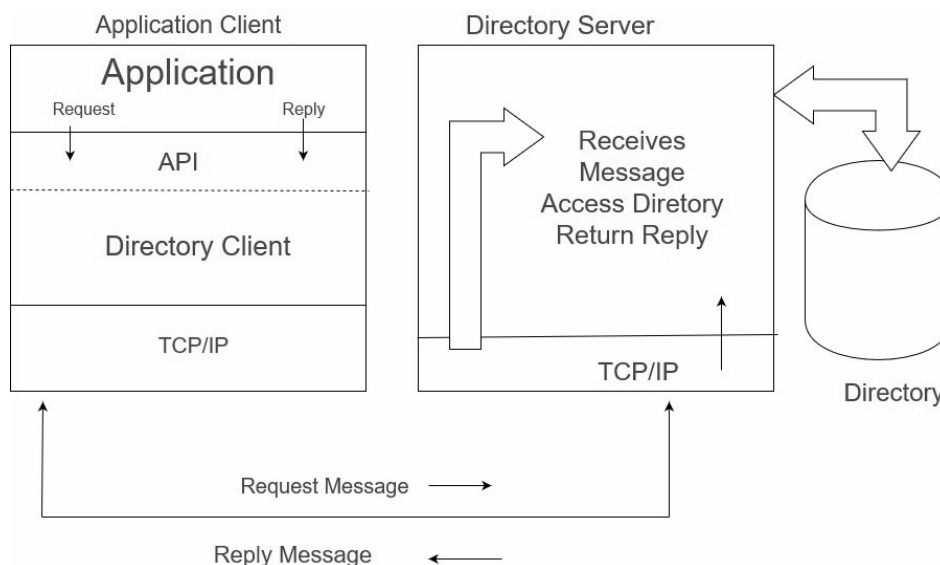 Application Client
Directory Server
Application
Request
Reply
API
Directory Client
TCP/IP
Receives
Message
Access Diretory
Return Reply
TCP/IP
Directory
Request Message
Reply Message